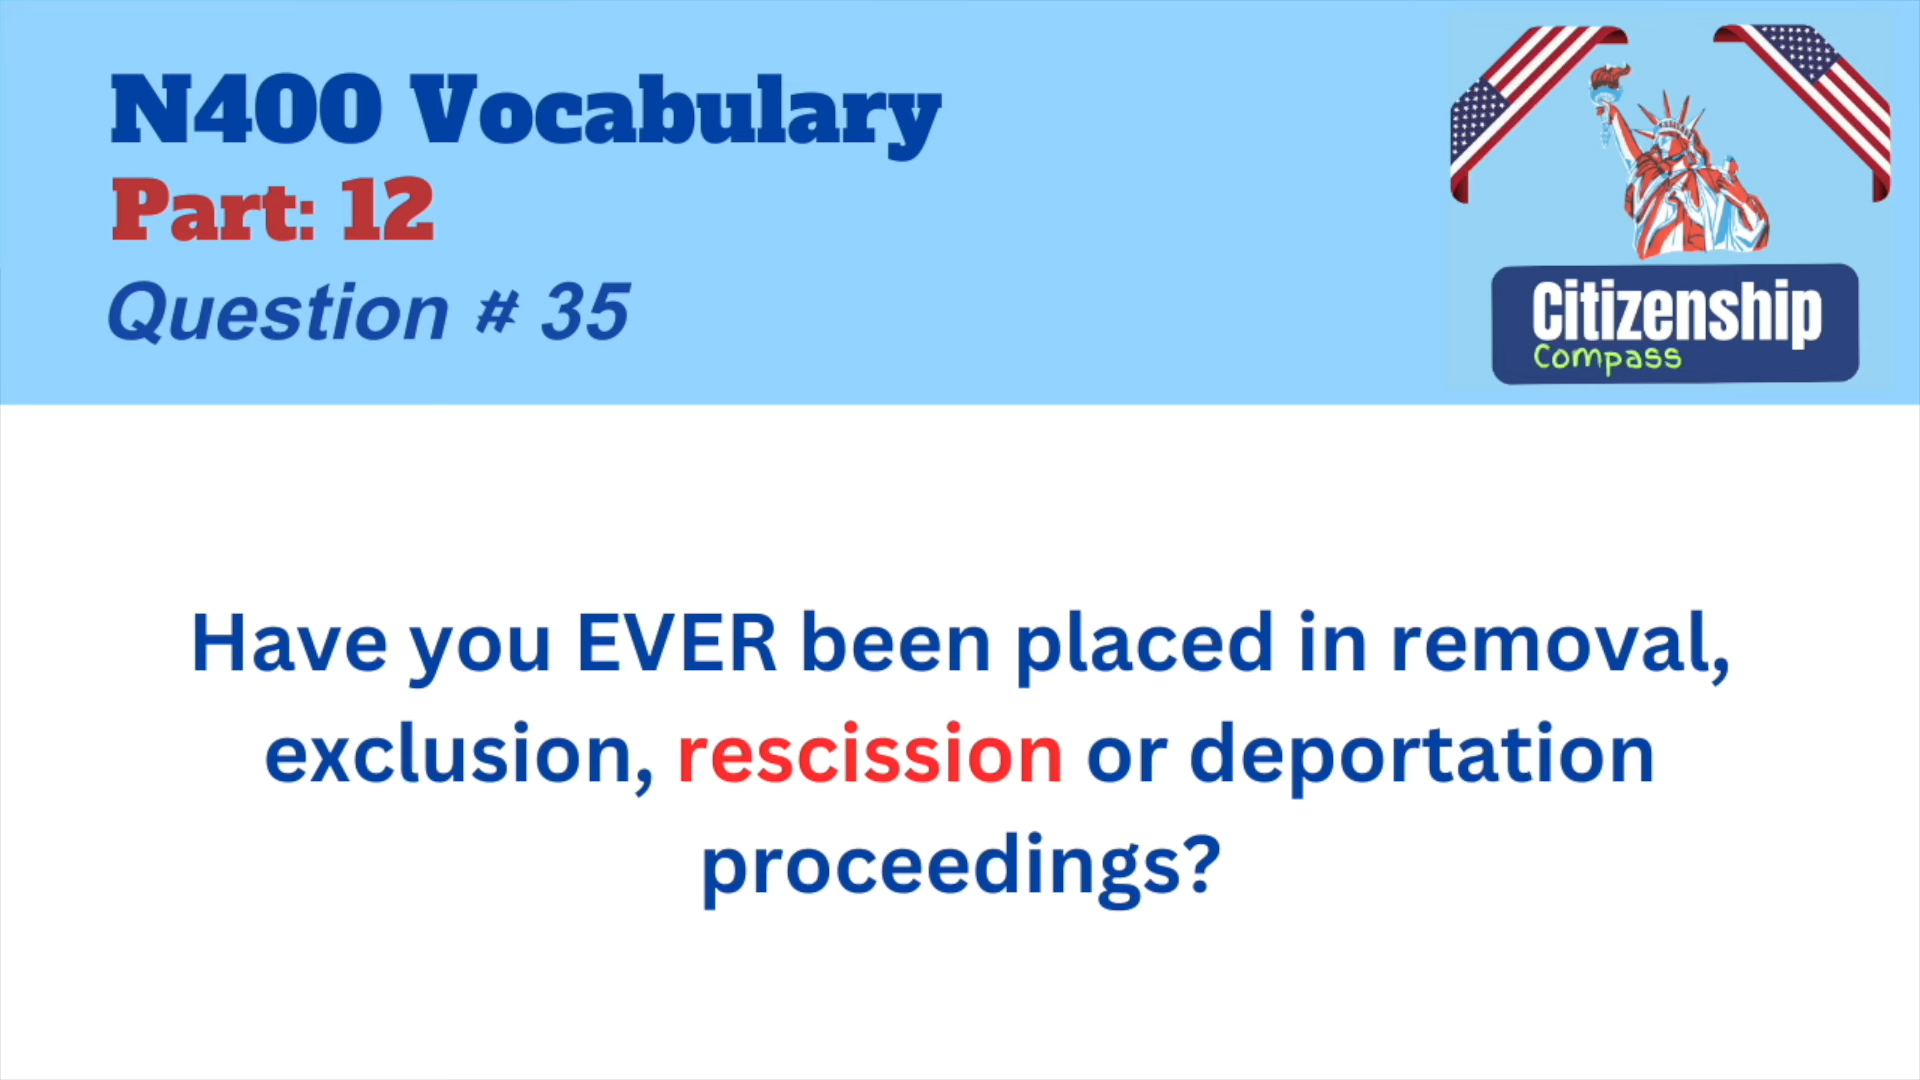 N400 Vocabulary
Part: 12
Question # 35
Citizenship
Compass
Have you EVER been placed in removal,
exclusion, rescission or deportation
proceedings?